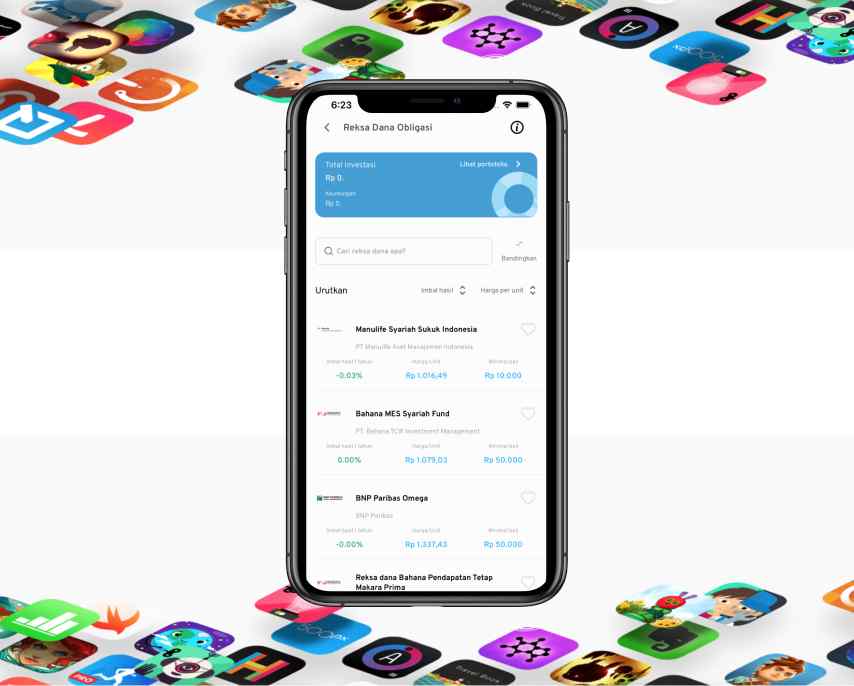 Travel Book
xdoous
6:23
Reksa Dana Obligasi
Total Investasi
Lihat portofolio
Rp 0.
Keuntungan
Rp 0.
Cari reksa dana apa?
Bandingkan
Urutkan
Imbal hasil
Harga per unit
Manulife Syariah Sukuk Indonesia
PT Manulife Aset Manajemen Indonesia
Imbal hasil 1 tahun
Harga Unit
Minimal beli
-0.03%
Rp 1.016,49
Rp 10.000
Bahana MES Syariah Fund
PT. Bahana TCW Investment Management
Imbal hasil 1 tahun
Harga Unit
Minimal beli
0.00%
Rp 1.079,03
Rp 50.000
BNP Paribas Omega
BNP Paribas
Imbal hasil 1 tahun
Harga Unit
Minimal beli
-0.00%
Rp 1.337,43
Rp 50.000
Reksa dana Bahana Pendapatan Tetap
Makara Prima
PRO
Travel Book